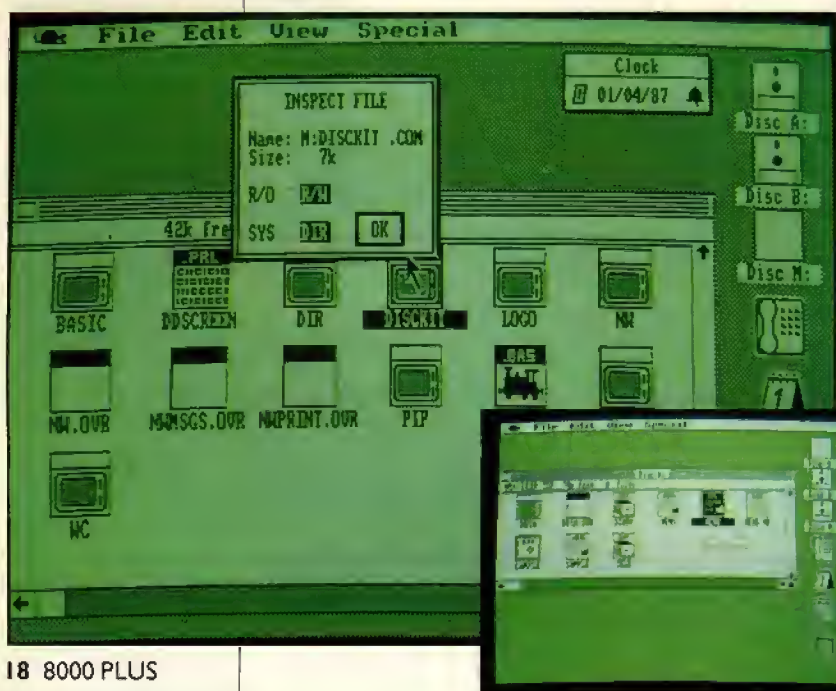 File Edit View Special
Clock
01/04/87
INSPECT FILE
Name: M:DISCKIT .COM
Size: 7k
R/O R/W
SYS DIR OK
Disc A:
Disc B:
Disc M:
42k fre
.PRL
BASIC DDSCREEN DIR DISCKIT LOGO NW
.BAS
1
NW.OVR NWMSGS.OVR NWPRINT.OVR PIP
WC
File Edit View Special
18 8000 PLUS